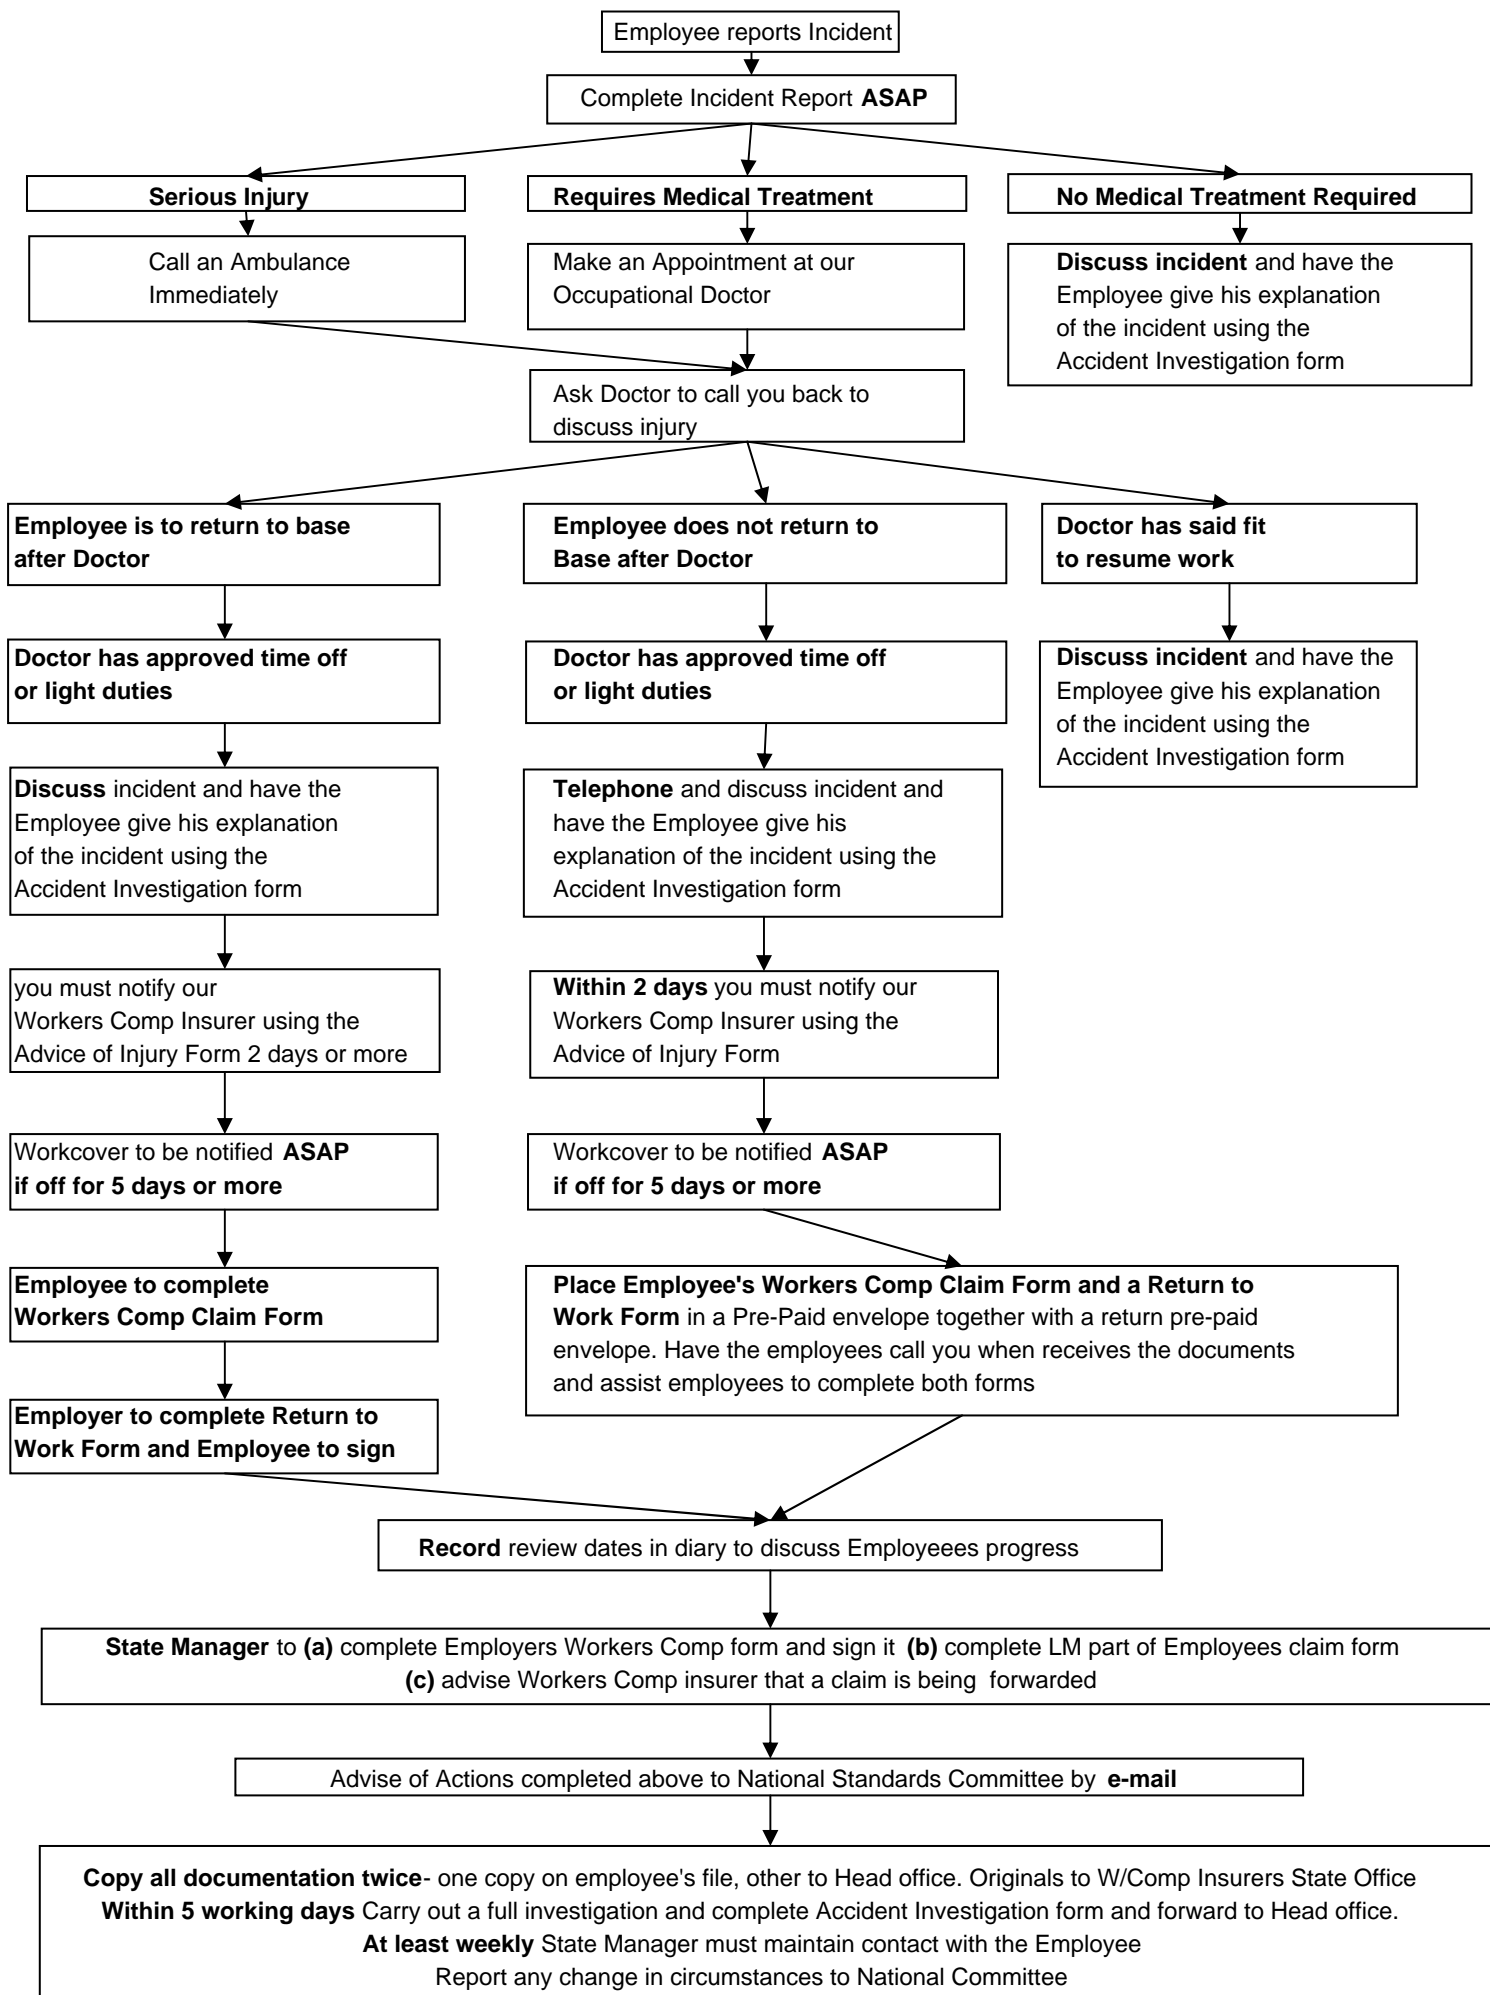 Employee reports Incident
Complete Incident Report ASAP
Serious Injury
Requires Medical Treatment
No Medical Treatment Required
Call an Ambulance
Immediately
Make an Appointment at our
Occupational Doctor
Discuss incident and have the
Employee give his explanation
of the incident using the
Accident Investigation form
Ask Doctor to call you back to
discuss injury
Employee is to return to base
after Doctor
Employee does not return to
Base after Doctor
Doctor has said fit
to resume work
Doctor has approved time off
or light duties
Doctor has approved time off
or light duties
Discuss incident and have the
Employee give his explanation
of the incident using the
Accident Investigation form
Discuss incident and have the
Employee give his explanation
of the incident using the
Accident Investigation form
Telephone and discuss incident and
have the Employee give his
explanation of the incident using the
Accident Investigation form
you must notify our
Workers Comp Insurer using the
Advice of Injury Form 2 days or more
Within 2 days you must notify our
Workers Comp Insurer using the
Advice of Injury Form
Workcover to be notified ASAP
if off for 5 days or more
Workcover to be notified ASAP
if off for 5 days or more
Employee to complete
Workers Comp Claim Form
Place Employee's Workers Comp Claim Form and a Return to
Work Form in a Pre-Paid envelope together with a return pre-paid
envelope. Have the employees call you when receives the documents
and assist employees to complete both forms
Employer to complete Return to
Work Form and Employee to sign
Record review dates in diary to discuss Employeees progress
State Manager to (a) complete Employers Workers Comp form and sign it (b) complete LM part of Employees claim form
(c) advise Workers Comp insurer that a claim is being forwarded
Advise of Actions completed above to National Standards Committee by e-mail
Copy all documentation twice- one copy on employee's file, other to Head office. Originals to W/Comp Insurers State Office
Within 5 working days Carry out a full investigation and complete Accident Investigation form and forward to Head office.
At least weekly State Manager must maintain contact with the Employee
Report any change in circumstances to National Committee